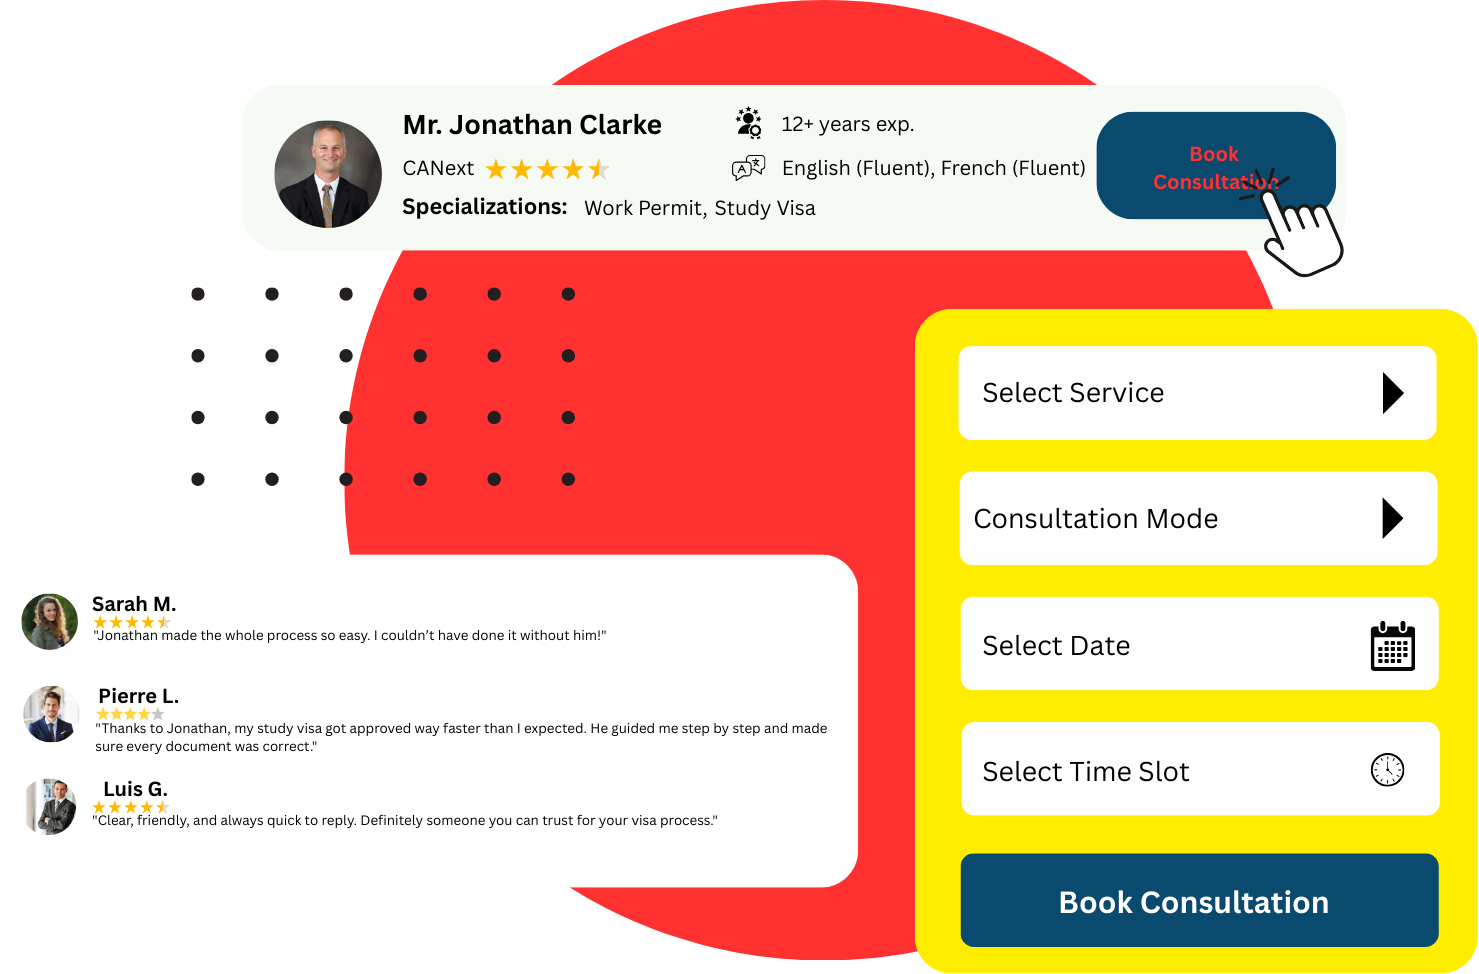 Mr. Jonathan Clarke
CANext
Specializations: Work Permit, Study Visa
12+ years exp.
English (Fluent), French (Fluent)
Book
Consultation
Select Service
Consultation Mode
Select Date
Select Time Slot
Book Consultation
Sarah M.
"Jonathan made the whole process so easy. I couldn’t have done it without him!"
Pierre L.
"Thanks to Jonathan, my study visa got approved way faster than I expected. He guided me step by step and made
sure every document was correct."
Luis G.
"Clear, friendly, and always quick to reply. Definitely someone you can trust for your visa process."